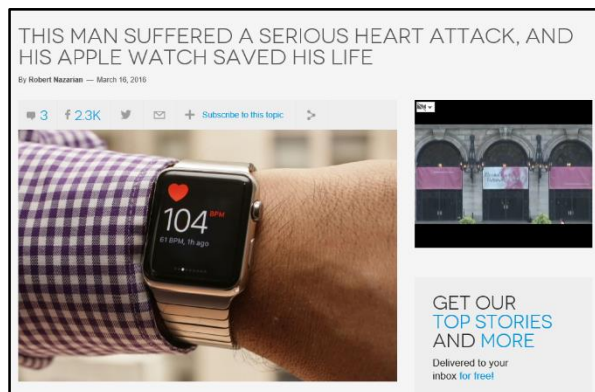 THIS MAN SUFFERED A SERIOUS HEART ATTACK, AND
HIS APPLE WATCH SAVED HIS LIFE
By Robert Nazarian — March 16, 2016
3
2.3K
Subscribe to this topic
104 BPM
61 BPM, 1h ago
GET OUR
TOP STORIES
AND MORE
Delivered to your
inbox for free!